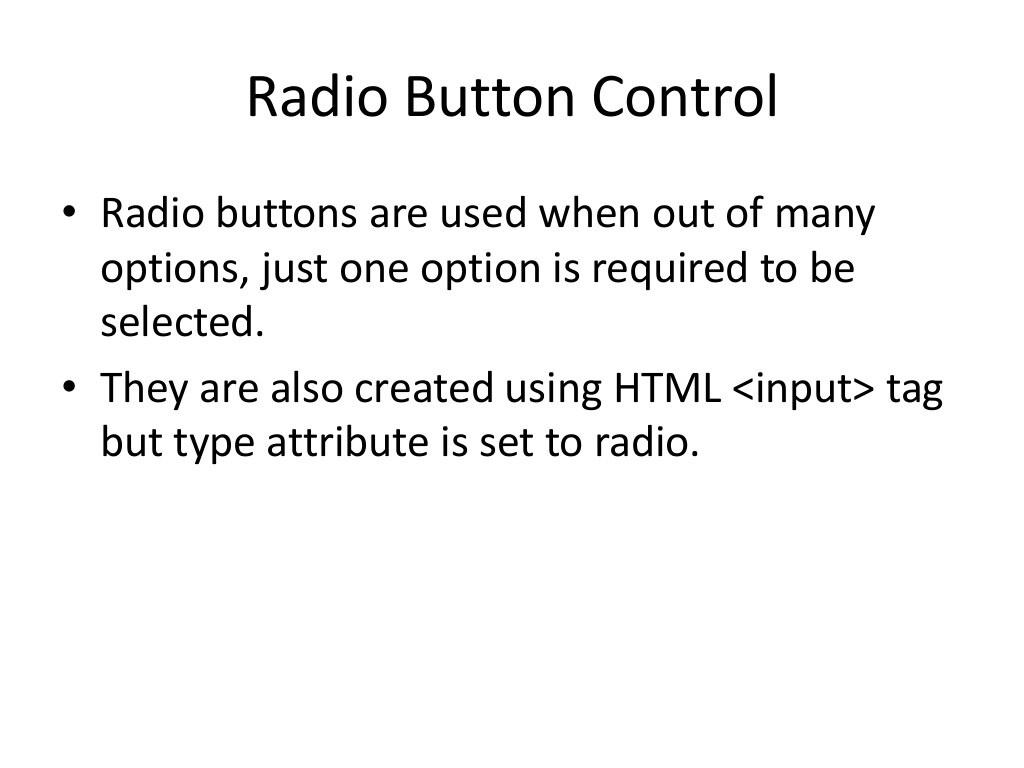 Radio Button Control
• Radio buttons are used when out of many
options, just one option is required to be
selected.
• They are also created using HTML <input> tag
but type attribute is set to radio.